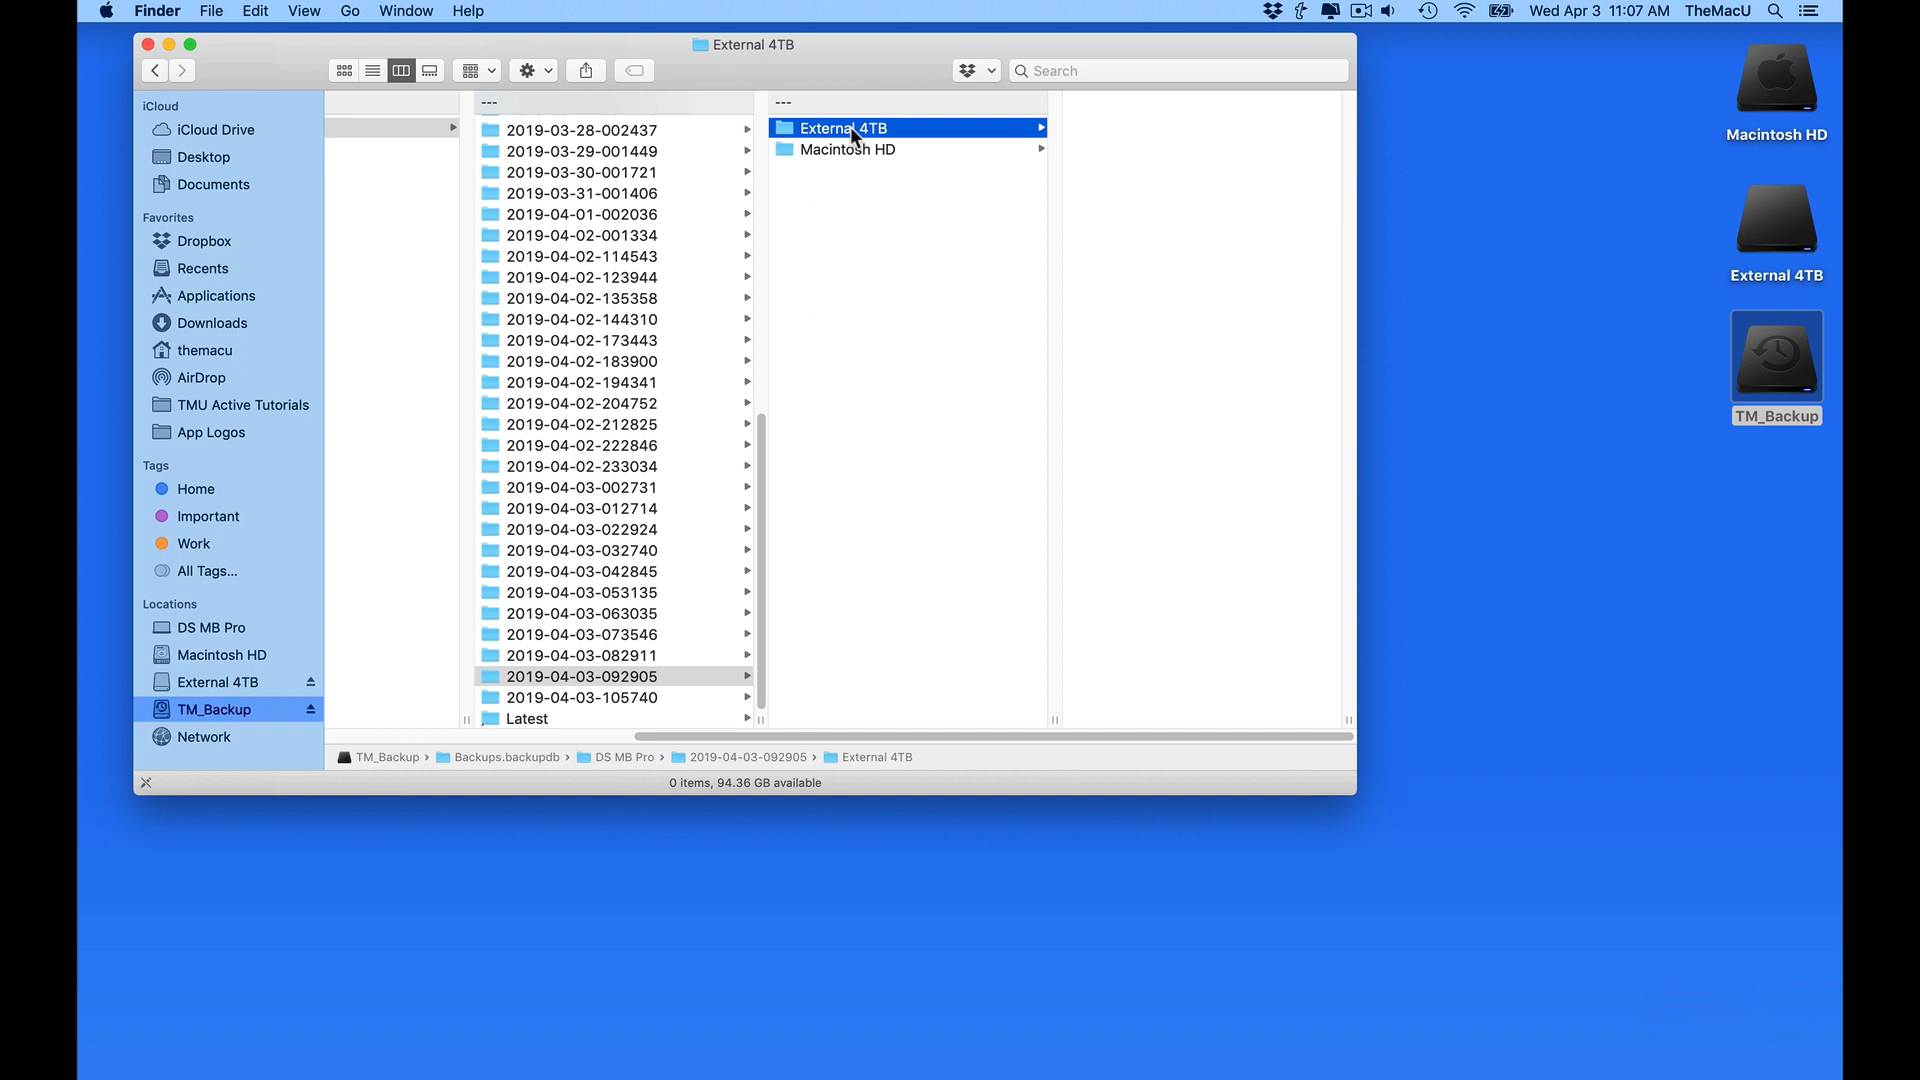 Finder File Edit View Go Window Help Wed Apr 3 11:07 AM TheMacU
External 4TB
Search
iCloud
iCloud Drive
Desktop
Documents
Favorites
Dropbox
Recents
Applications
Downloads
themacu
AirDrop
TMU Active Tutorials
App Logos
Tags
Home
Important
Work
All Tags...
Locations
DS MB Pro
Macintosh HD
External 4TB
TM_Backup
Network
---
2019-03-28-002437
2019-03-29-001449
2019-03-30-001721
2019-03-31-001406
2019-04-01-002036
2019-04-02-001334
2019-04-02-114543
2019-04-02-123944
2019-04-02-135358
2019-04-02-144310
2019-04-02-173443
2019-04-02-183900
2019-04-02-194341
2019-04-02-204752
2019-04-02-212825
2019-04-02-222846
2019-04-02-233034
2019-04-03-002731
2019-04-03-012714
2019-04-03-022924
2019-04-03-032740
2019-04-03-042845
2019-04-03-053135
2019-04-03-063035
2019-04-03-073546
2019-04-03-082911
2019-04-03-092905
2019-04-03-105740
Latest
---
External 4TB
Macintosh HD
TM_Backup › Backups.backupdb › DS MB Pro › 2019-04-03-092905 › External 4TB
0 items, 94.36 GB available
Macintosh HD
External 4TB
TM_Backup